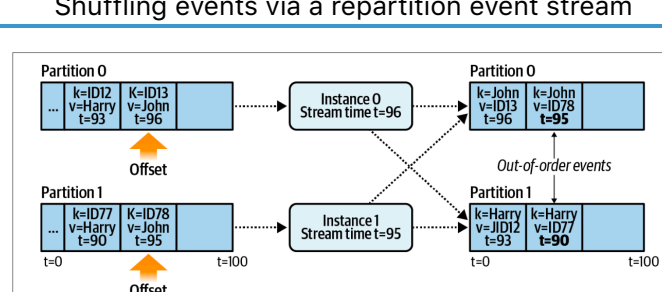 Shuffling events via a repartition event stream
Partition 0
...
k=ID12
v=Harry
t=93
K=ID13
v=John
t=96
Offset
Instance 0
Stream time t=96
Partition 0
k=John
v=ID13
t=96
k=John
v=ID78
t=95
Out-of-order events
Partition 1
...
k=ID77
v=Harry
t=90
K=ID78
v=John
t=95
t=0
t=100
Offset
Instance 1
Stream time t=95
Partition 1
k=Harry
v=JID12
t=93
k=Harry
v=ID77
t=90
t=0
t=100